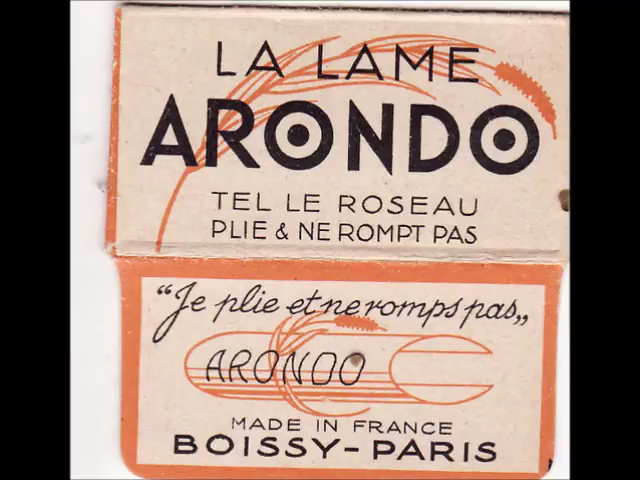 LA LAME
ARONDO
TEL LE ROSEAU
PLIE & NE ROMPT PAS
"Je plie et ne romps pas„
ARONDO
MADE IN FRANCE
BOISSY-PARIS